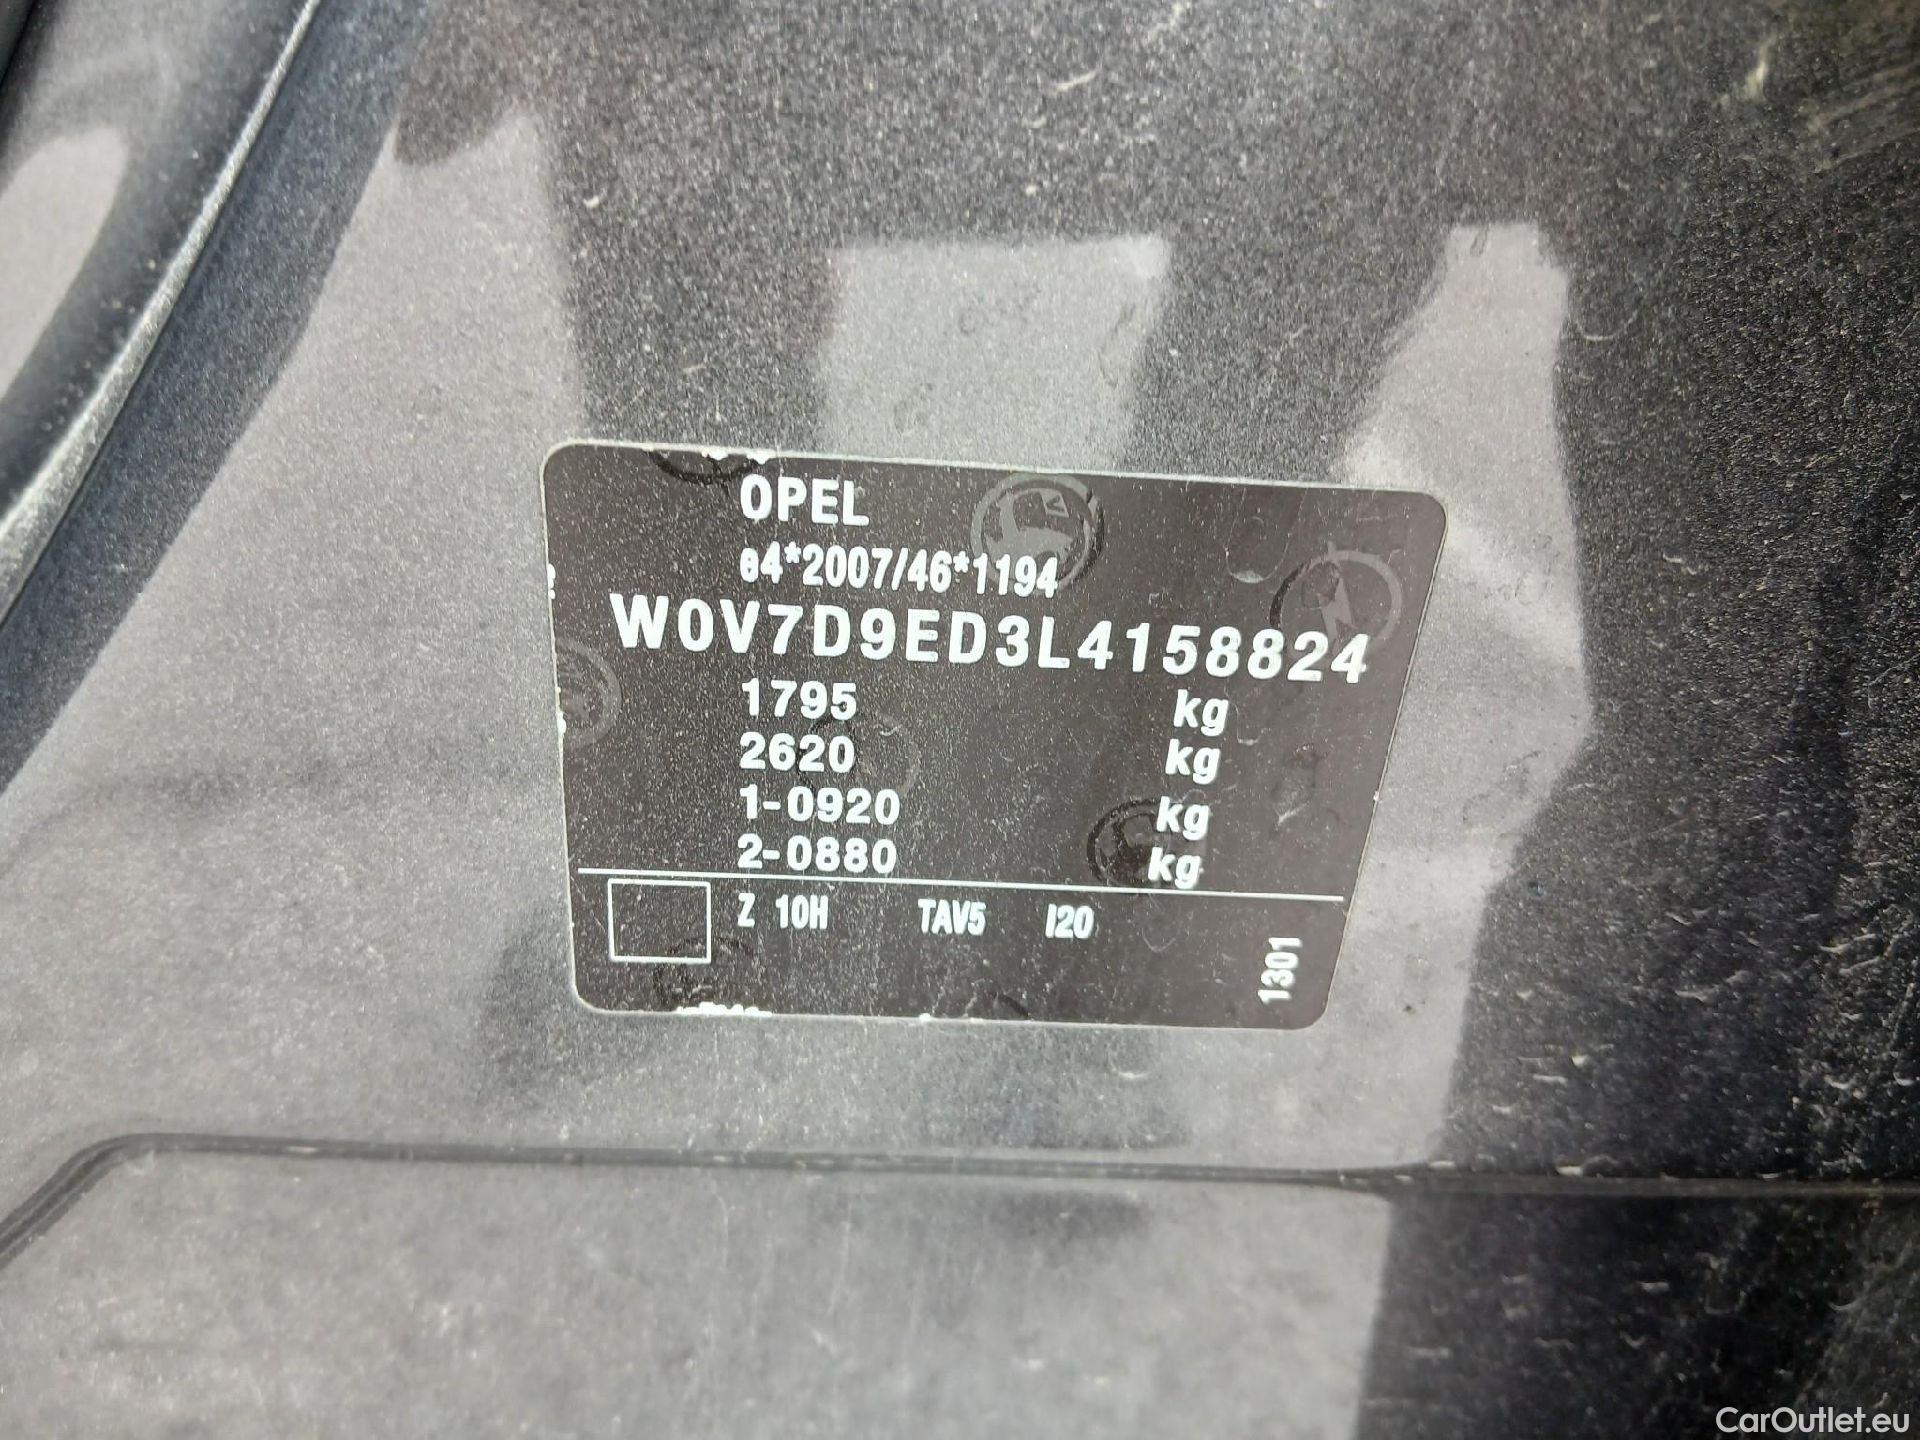 OPEL
e4*2007/46*1194
W0V7D9ED3L4158824
1795 kg
2620 kg
1-0920 kg
2-0880 kg
Z 10H TAV5 I20
1301
CarOutlet.eu